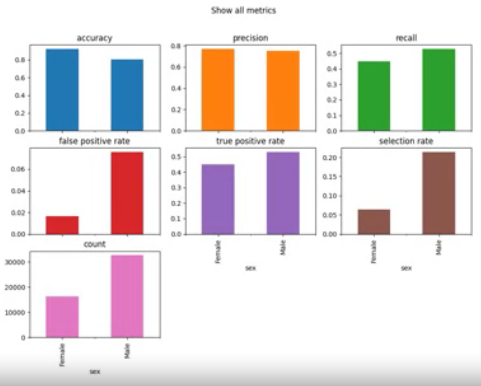 Show all metrics
accuracy
precision
recall
0.8
0.6
0.4
0.2
0.0
0.8
0.6
0.4
0.2
0.0
0.5
0.4
0.3
0.2
0.1
0.0
false positive rate
true positive rate
selection rate
0.06
0.04
0.02
0.00
0.5
0.4
0.3
0.2
0.1
0.0
0.20
0.15
0.10
0.05
0.00
Female
Male
sex
Female
Male
sex
count
30000
20000
10000
0
Female
Male
sex